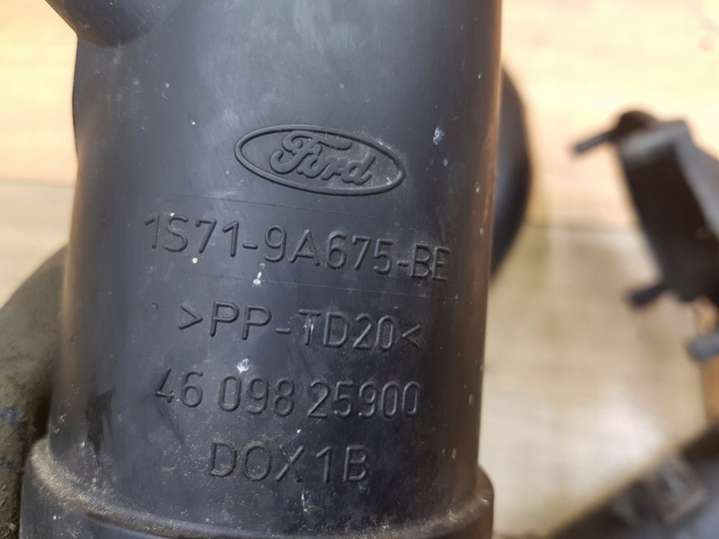 Ford
1S71-9A675-BE
>PP-TD20<
46 098 25900
DOX1B